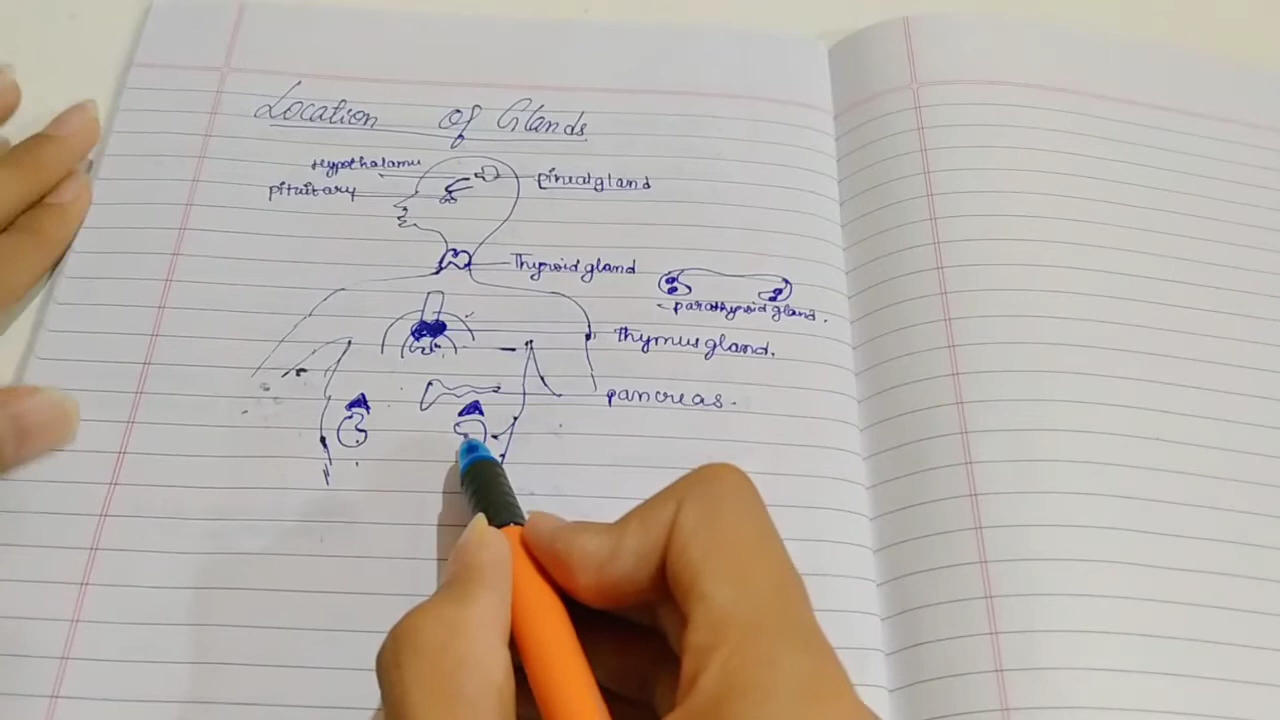 Location of Glands
Hypothalamu
pituitary
pineal gland
Thyroid gland
parathyroid gland.
Thymus gland.
pancreas.